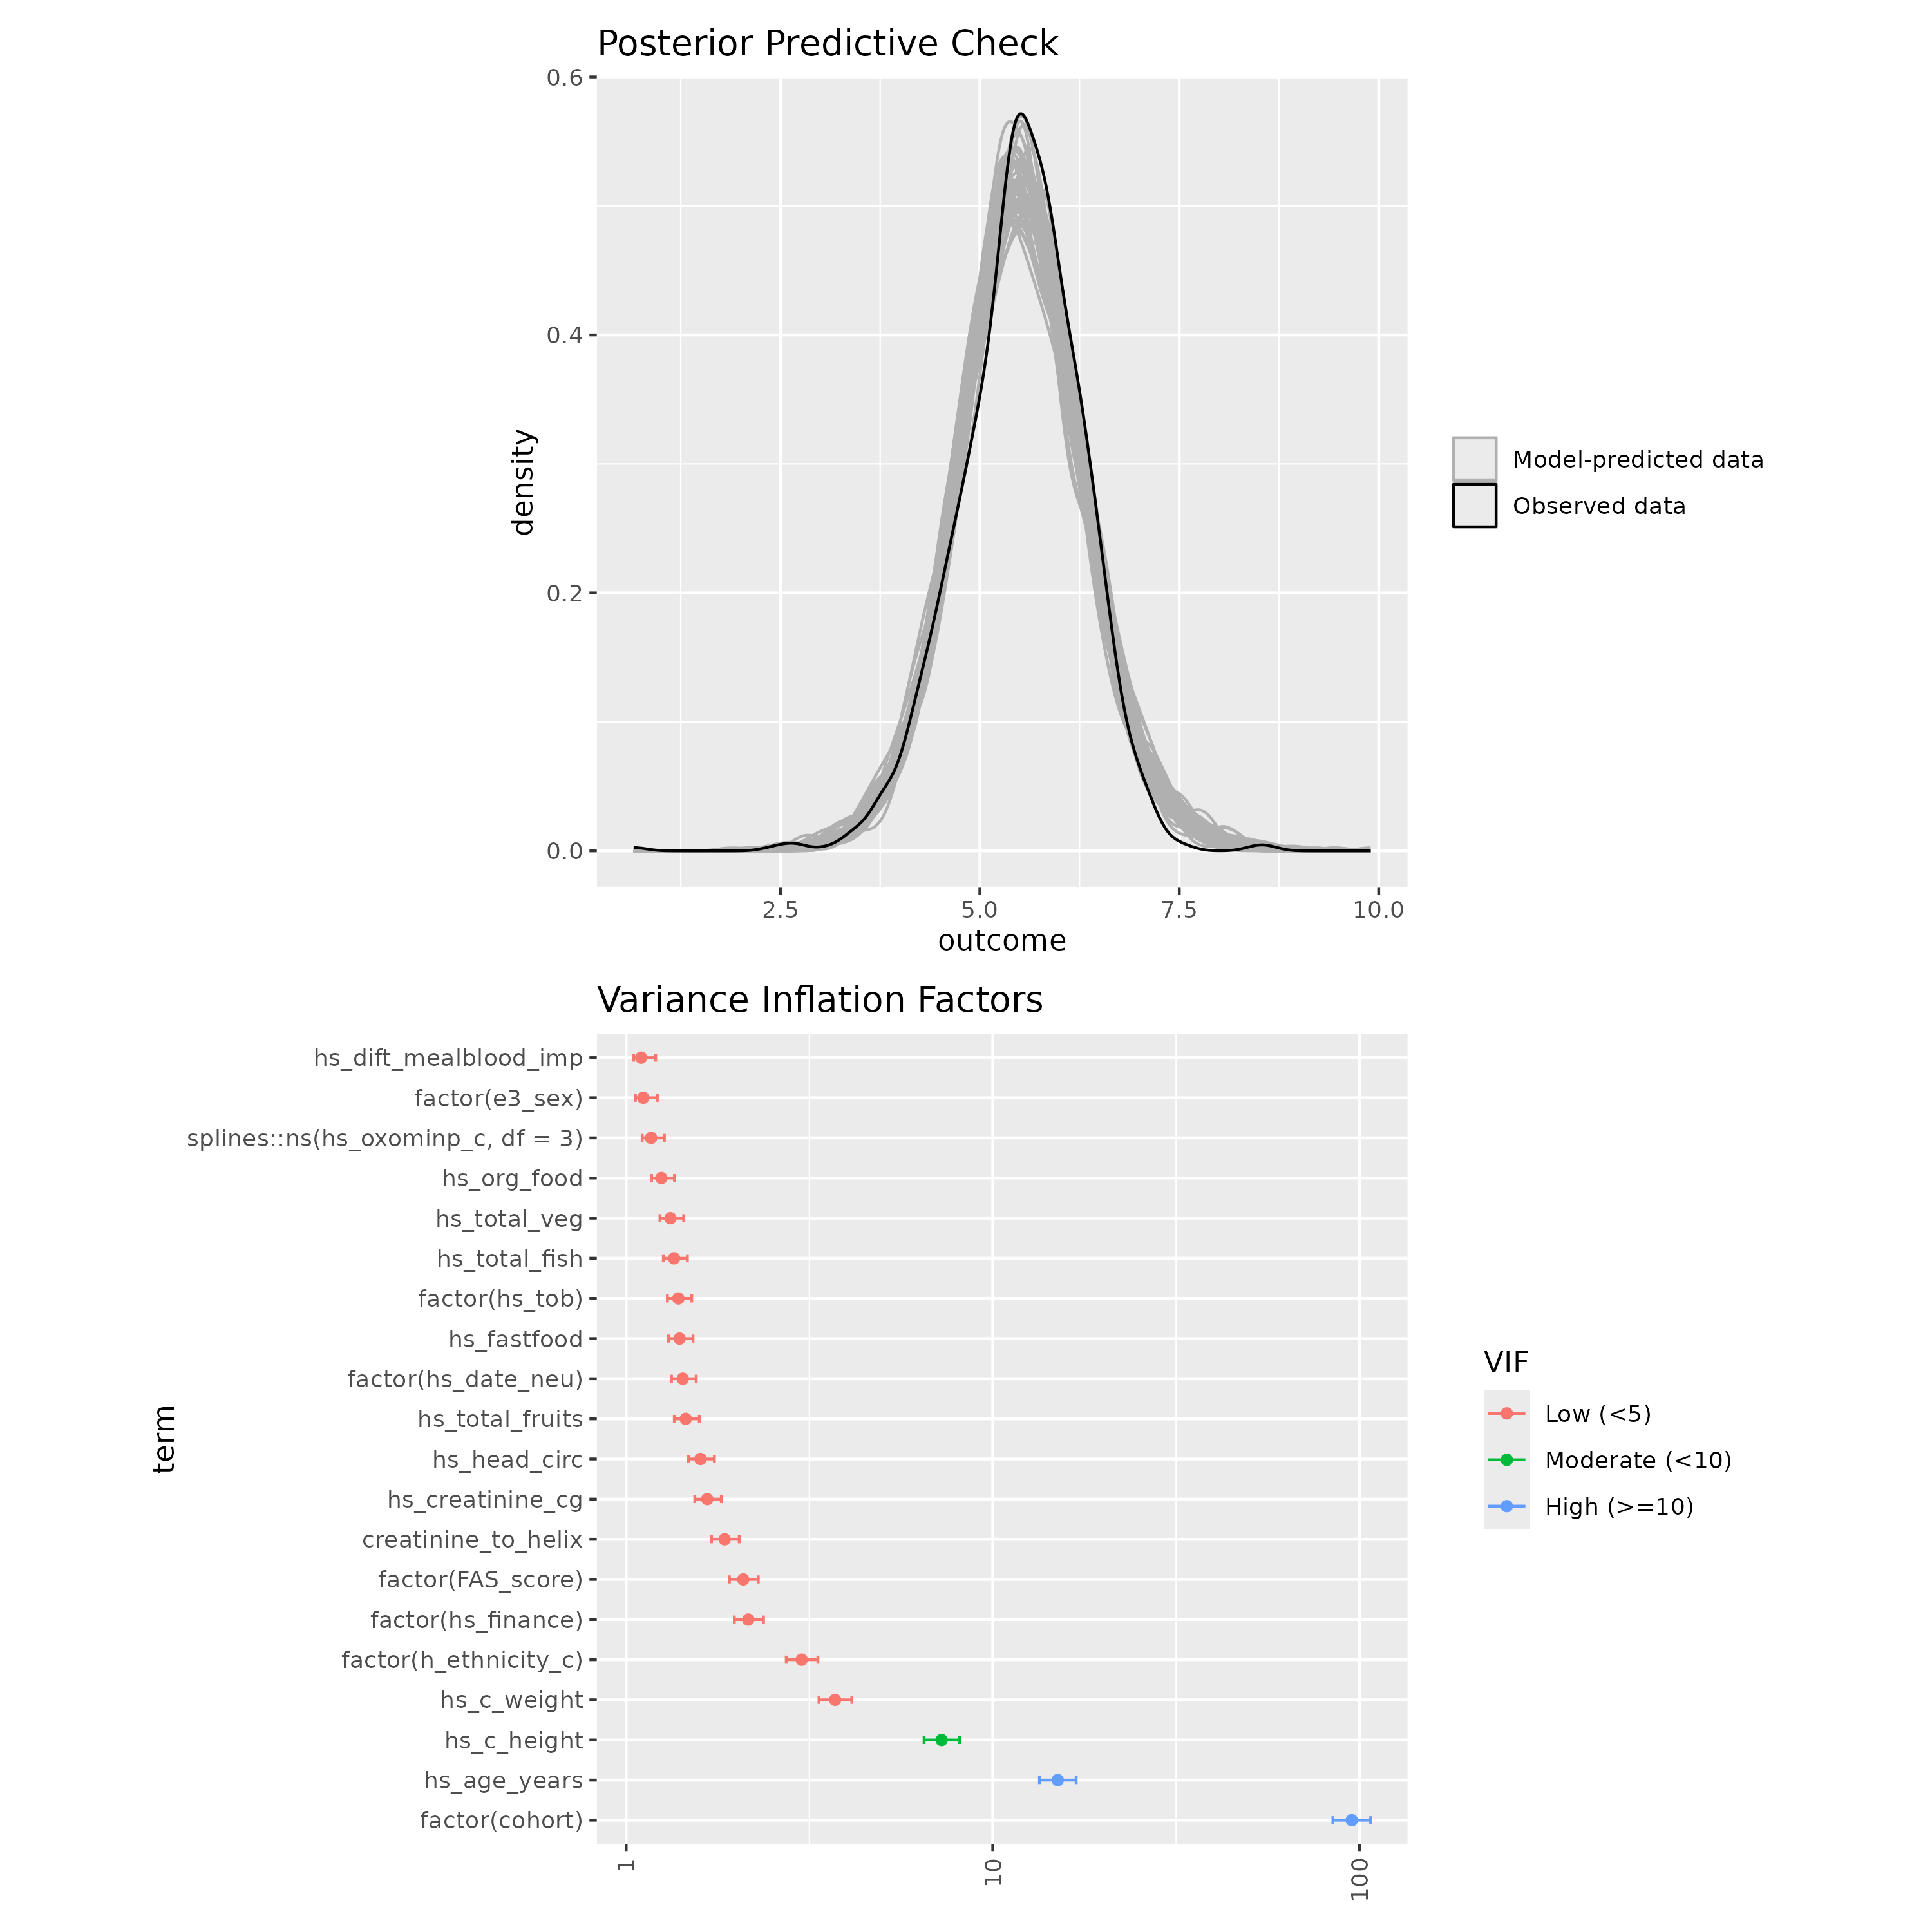 Posterior Predictive Check
0.6
0.4
0.2
0.0
density
2.5
5.0
7.5
10.0
outcome
Model-predicted data
Observed data
Variance Inflation Factors
term
hs_dift_mealblood_imp
factor(e3_sex)
splines::ns(hs_oxominp_c, df = 3)
hs_org_food
hs_total_veg
hs_total_fish
factor(hs_tob)
hs_fastfood
factor(hs_date_neu)
hs_total_fruits
hs_head_circ
hs_creatinine_cg
creatinine_to_helix
factor(FAS_score)
factor(hs_finance)
factor(h_ethnicity_c)
hs_c_weight
hs_c_height
hs_age_years
factor(cohort)
1
10
100
VIF
Low (<5)
Moderate (<10)
High (>=10)